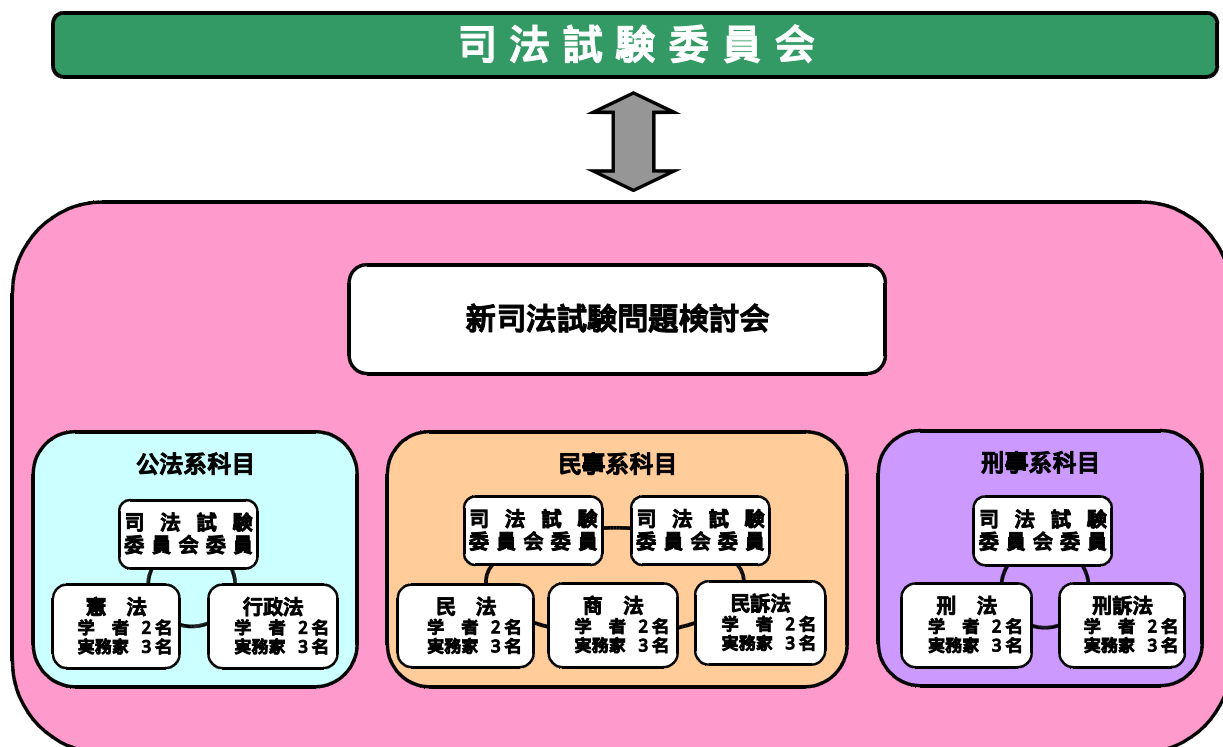 司法試験委員会
新司法試験問題検討会
公法系科目
司法試験
委員会委員
憲法
学者 2名
実務家 3名
行政法
学者 2名
実務家 3名
民事系科目
司法試験
委員会委員
司法試験
委員会委員
民法
学者 2名
実務家 3名
商法
学者 2名
実務家 3名
民訴法
学者 2名
実務家 3名
刑事系科目
司法試験
委員会委員
刑法
学者 2名
実務家 3名
刑訴法
学者 2名
実務家 3名